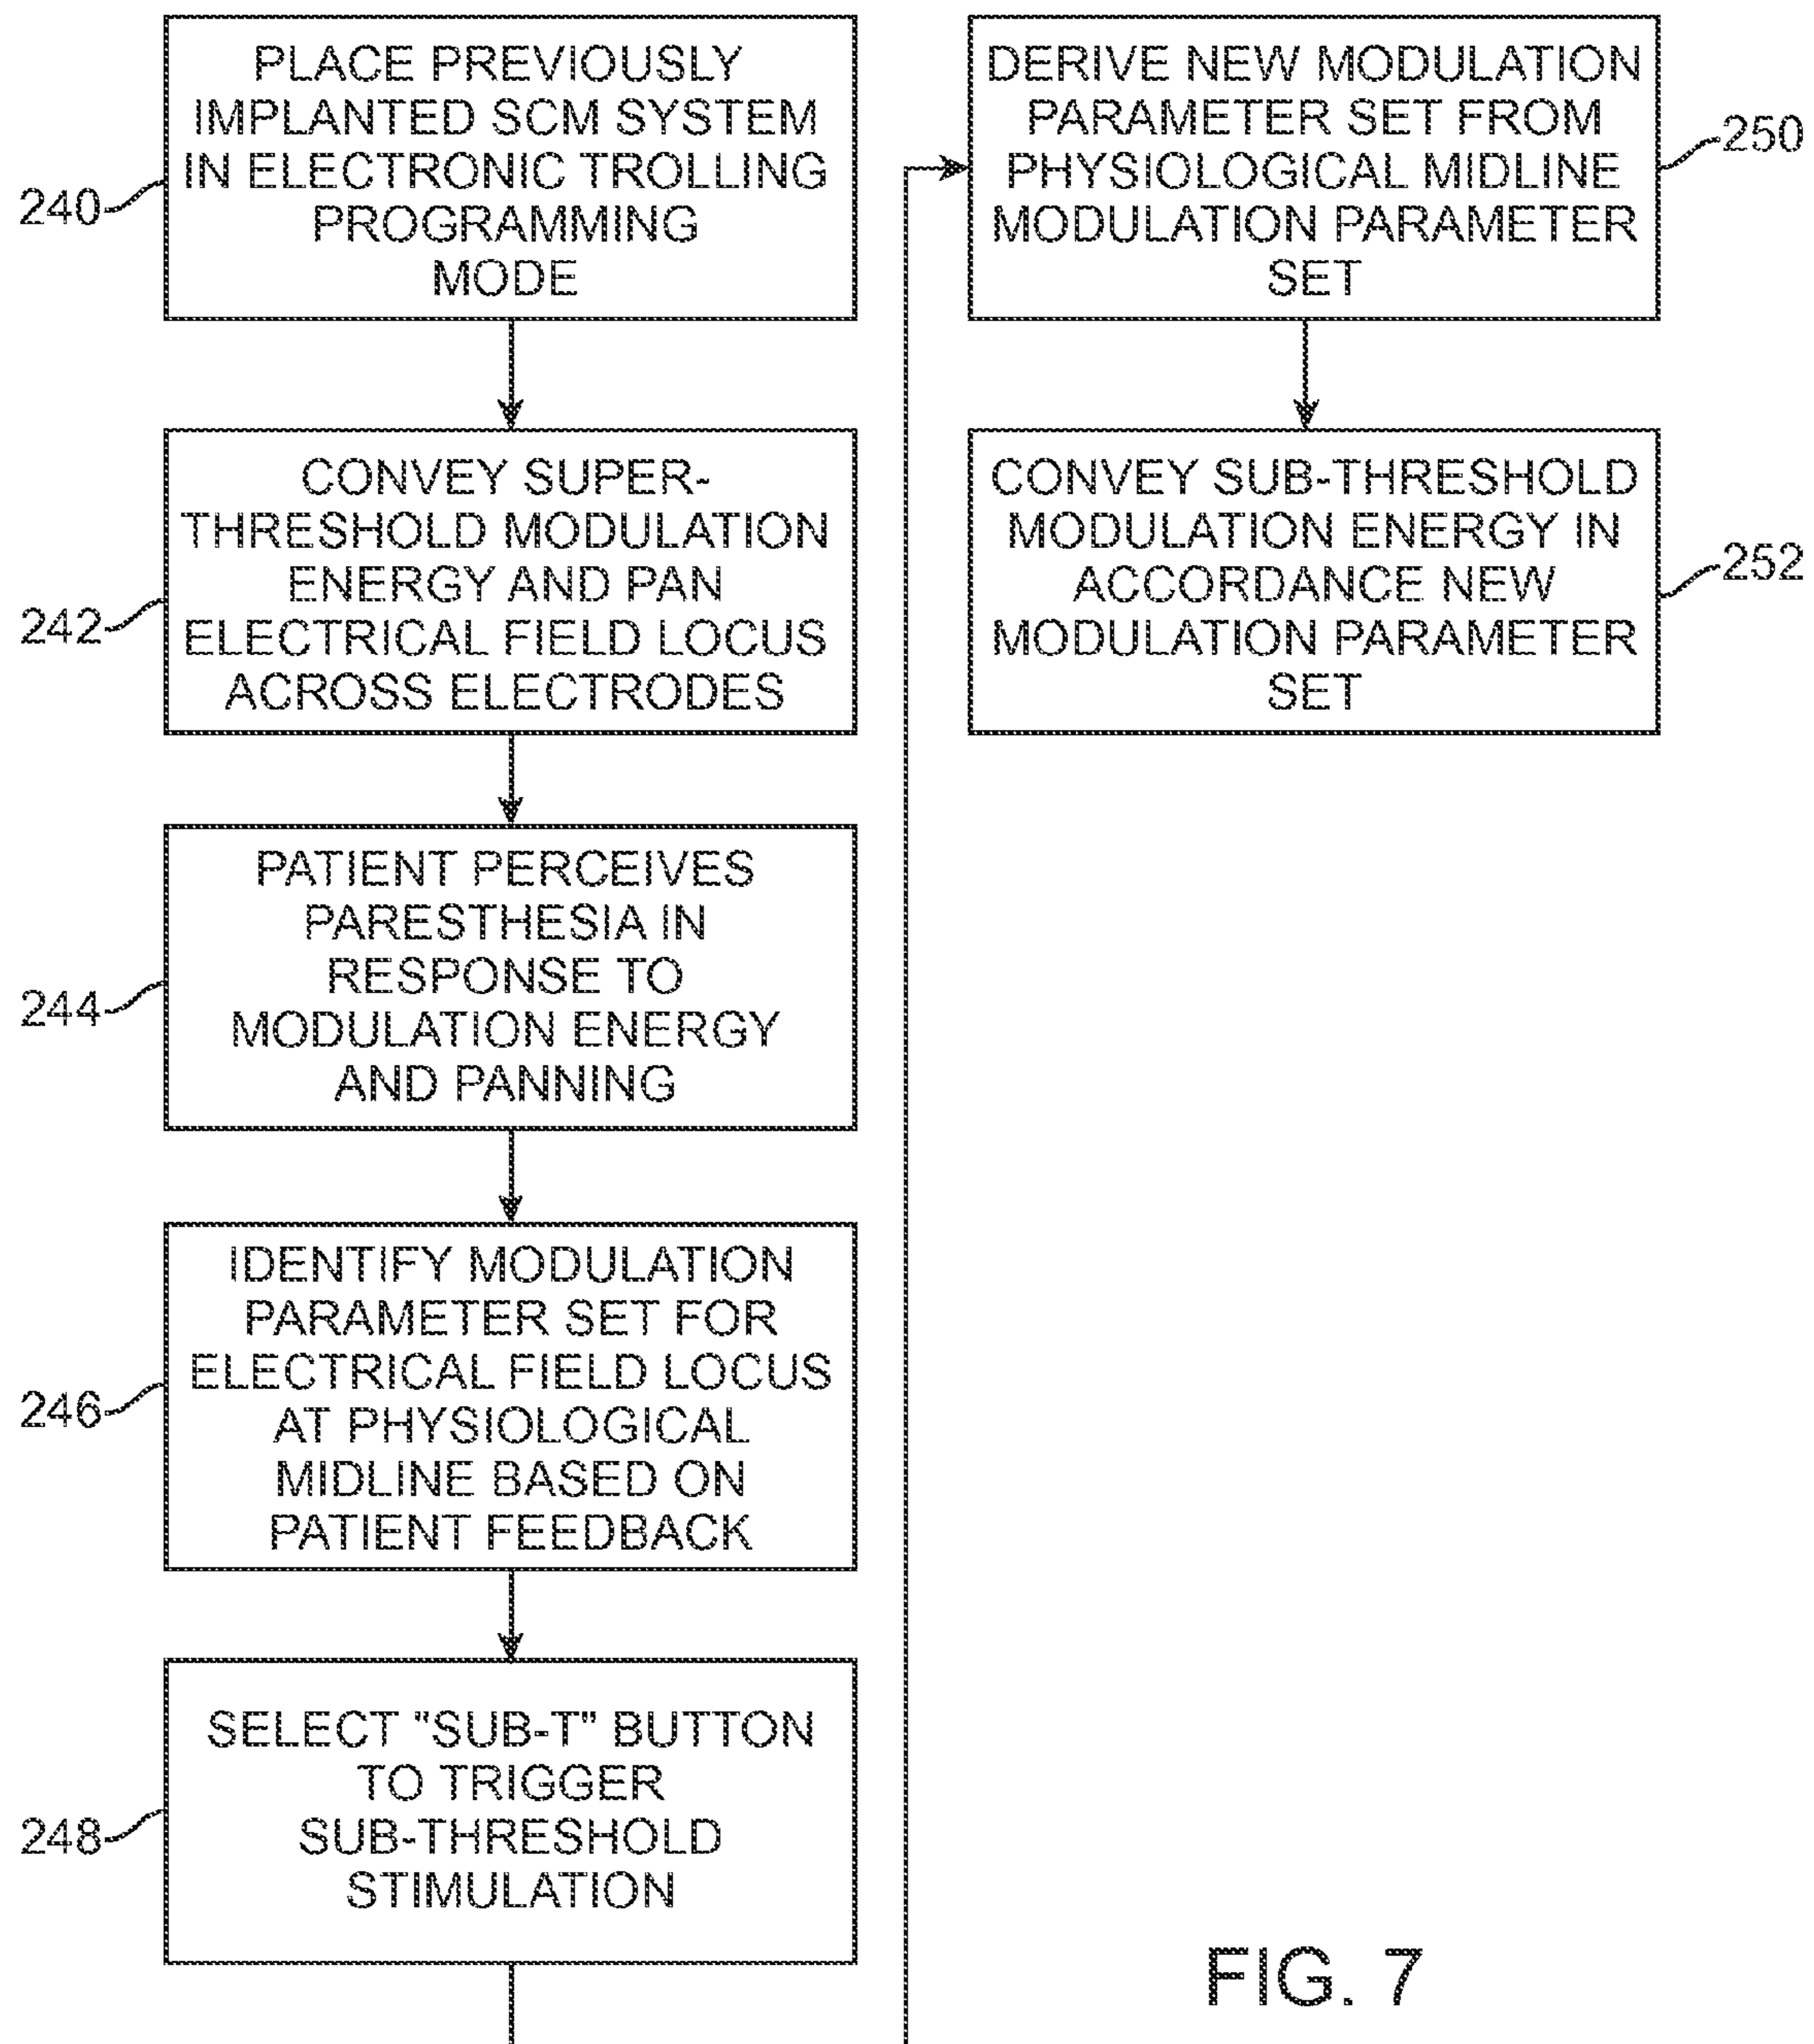 PLACE PREVIOUSLY
IMPLANTED SCM SYSTEM
IN ELECTRONIC TROLLING
PROGRAMMING
MODE
240
CONVEY SUPER-
THRESHOLD MODULATION
ENERGY AND PAN
ELECTRICAL FIELD LOCUS
ACROSS ELECTRODES
242
PATIENT PERCEIVES
PARESTHESIA IN
RESPONSE TO
MODULATION ENERGY
AND PANNING
244
IDENTIFY MODULATION
PARAMETER SET FOR
ELECTRICAL FIELD LOCUS
AT PHYSIOLOGICAL
MIDLINE BASED ON
PATIENT FEEDBACK
246
SELECT "SUB-T" BUTTON
TO TRIGGER
SUB-THRESHOLD
STIMULATION
248
DERIVE NEW MODULATION
PARAMETER SET FROM
PHYSIOLOGICAL MIDLINE
MODULATION PARAMETER
SET
250
CONVEY SUB-THRESHOLD
MODULATION ENERGY IN
ACCORDANCE NEW
MODULATION PARAMETER
SET
252
FIG. 7